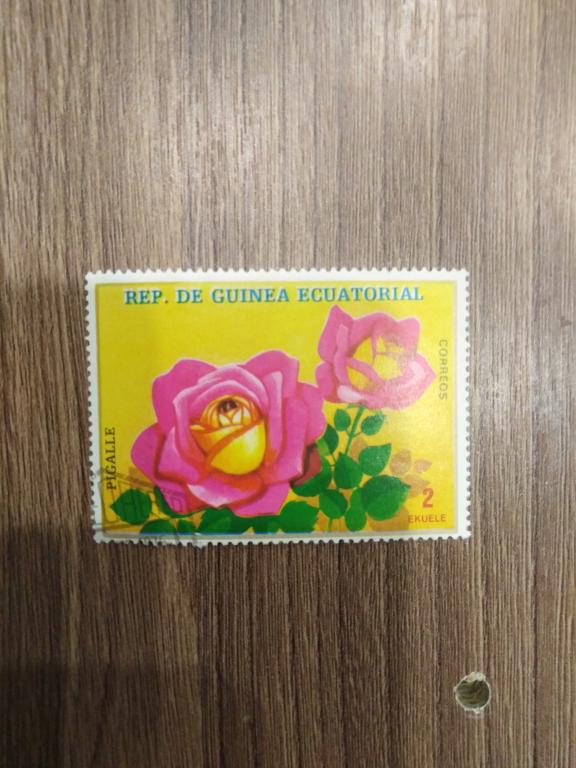 REP. DE GUINEA ECUATORIAL
CORREOS
PIGALLE
2
EKUELE